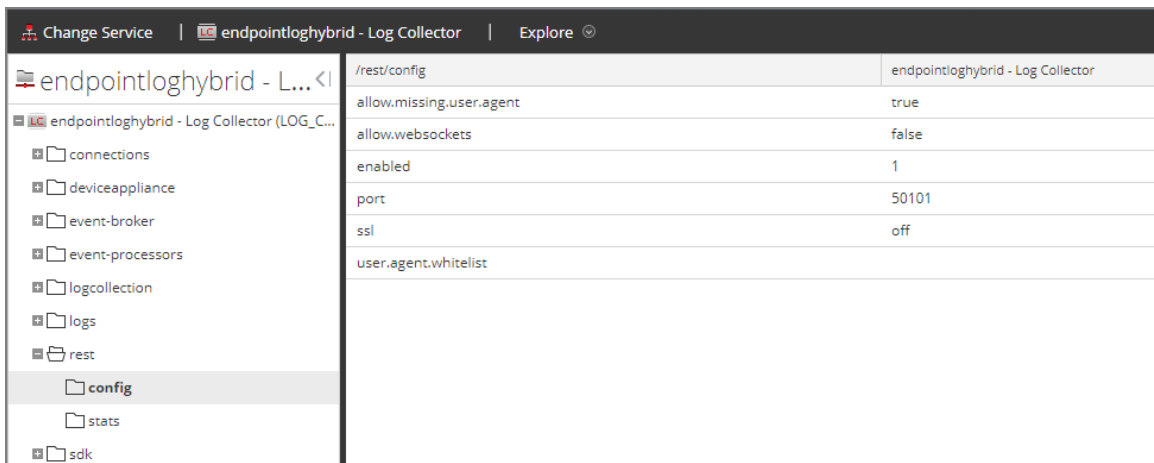 Change Service | LC endpointloghybrid - Log Collector | Explore
endpointloghybrid - L...
LC endpointloghybrid - Log Collector (LOG_C...
connections
deviceappliance
event-broker
event-processors
logcollection
logs
rest
config
stats
sdk
/rest/config endpointloghybrid - Log Collector
allow.missing.user.agent true
allow.websockets false
enabled 1
port 50101
ssl off
user.agent.whitelist